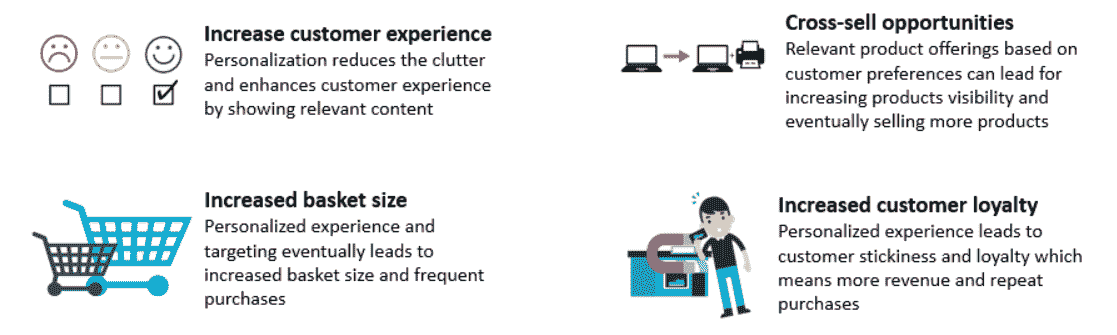 Increase customer experience
Personalization reduces the clutter
and enhances customer experience
by showing relevant content
Cross-sell opportunities
Relevant product offerings based on
customer preferences can lead for
increasing products visibility and
eventually selling more products
Increased basket size
Personalized experience and
targeting eventually leads to
increased basket size and frequent
purchases
Increased customer loyalty
Personalized experience leads to
customer stickiness and loyalty which
means more revenue and repeat
purchases